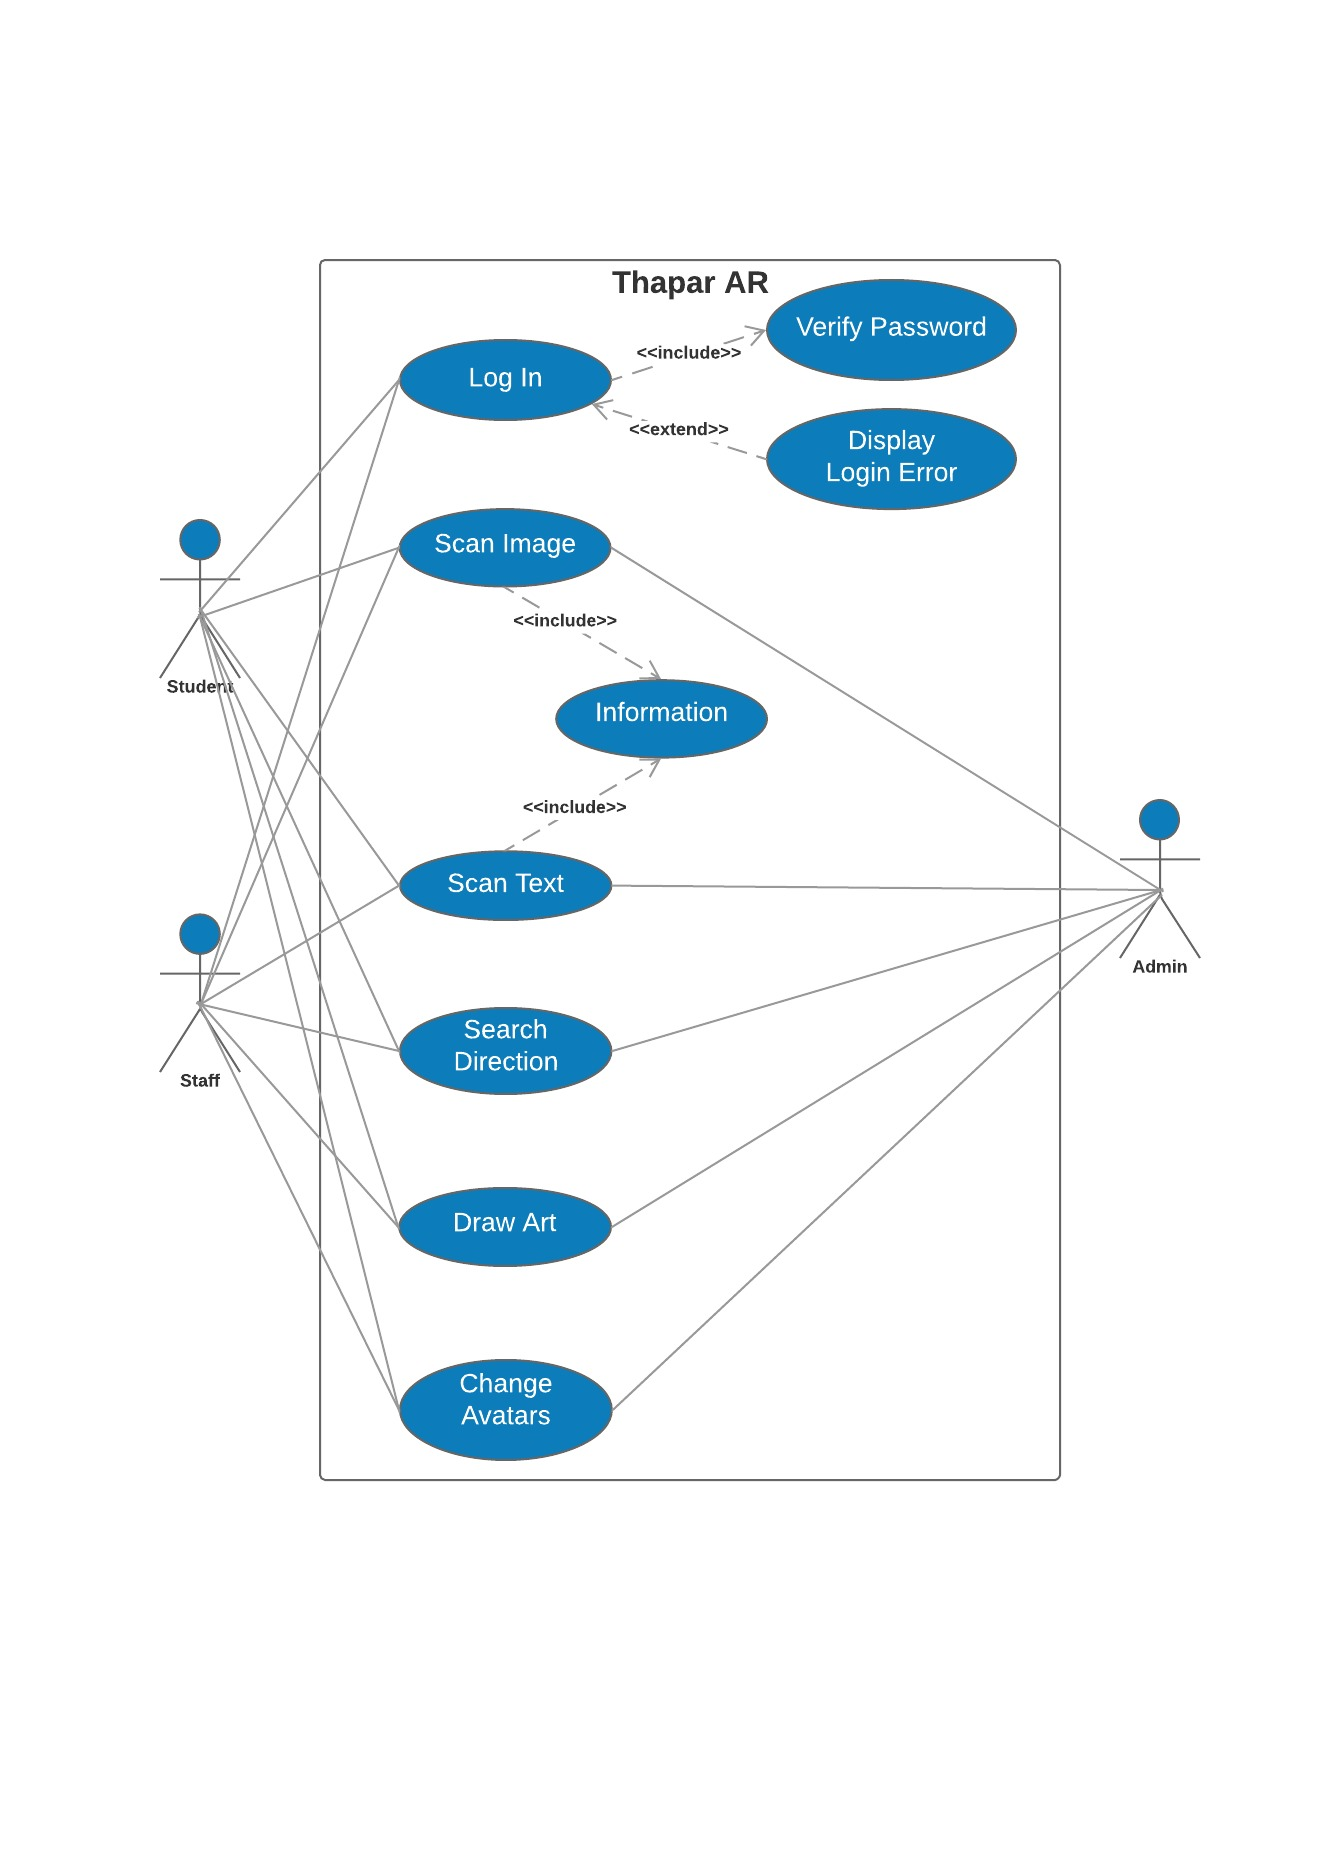 Thapar AR
Verify Password
<<include>>
Log In
<<extend>>
Display
Login Error
Scan Image
<<include>>
Student
Information
<<include>>
Scan Text
Admin
Search
Direction
Staff
Draw Art
Change
Avatars